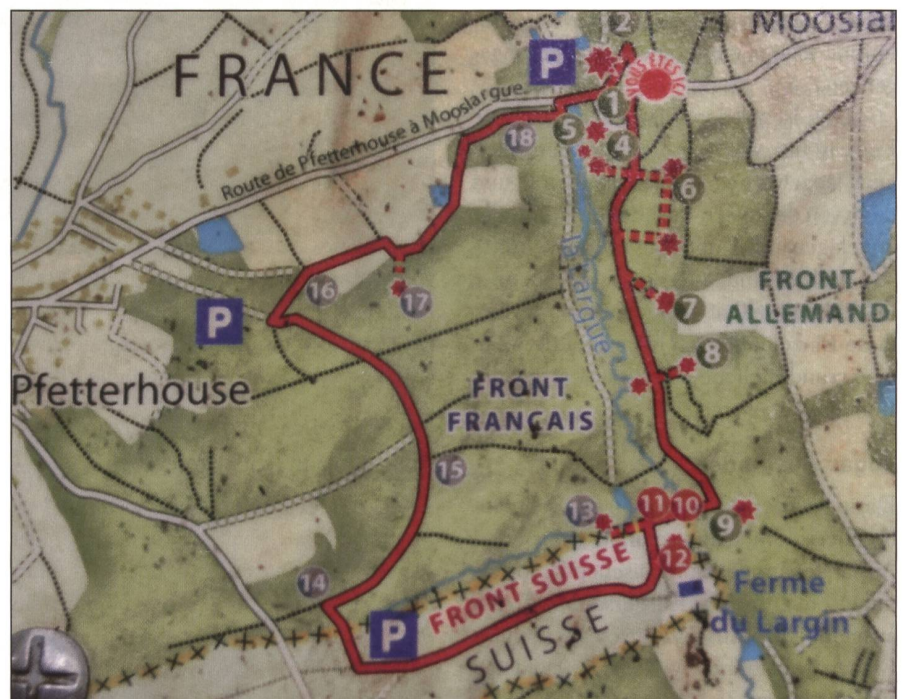 2
Moosla
P
FRANCE
VOUS ÊTES ICI
1
Route de Pfetterhouse à Mooslargue
18
5
4
6
la Largue
16
17
FRONT
ALLEMAND
7
P
8
Pfetterhouse
FRONT
FRANÇAIS
15
13
11
10
9
12
14
FRONT SUISSE
P
SUISSE
Ferme
du Largin